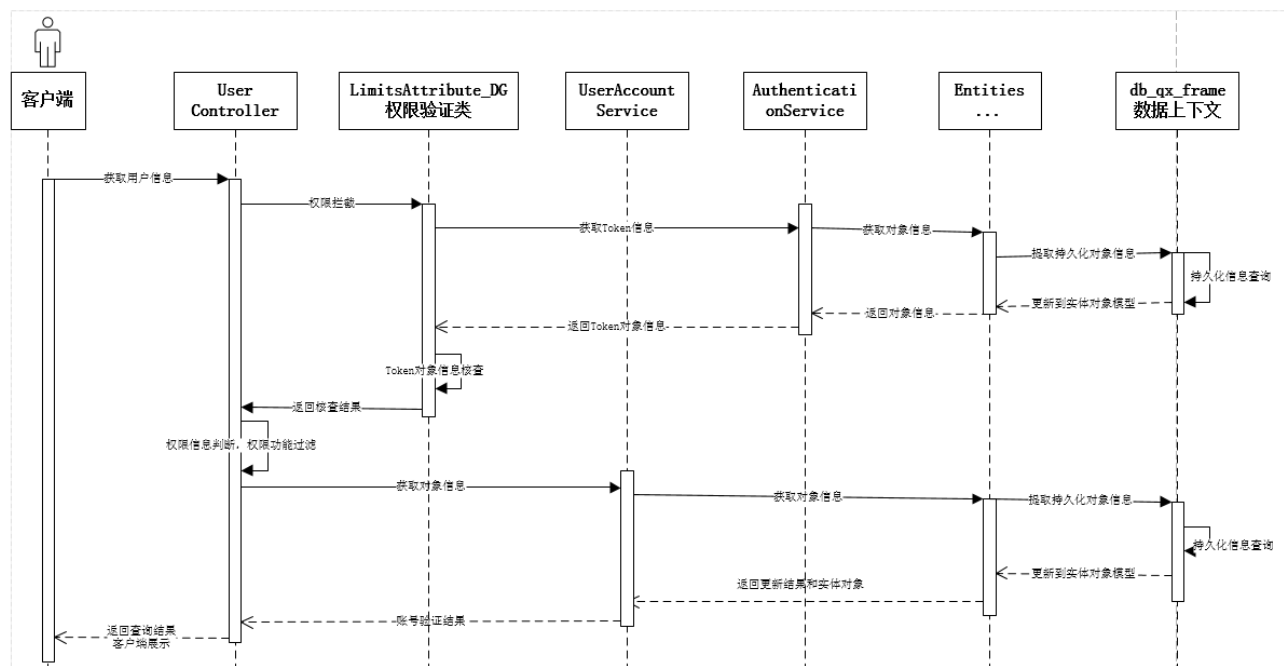 客户端
User
Controller
LimitsAttribute_DG
权限验证类
UserAccount
Service
Authenticati
onService
Entities
...
db_qx_frame
数据上下文
获取用户信息
权限拦截
获取Token信息
获取对象信息
提取持久化对象信息
持久化信息查询
更新到实体对象模型
返回对象信息
返回Token对象信息
Token对象信息核查
返回核查结果
权限信息判断，权限功能过滤
获取对象信息
获取对象信息
提取持久化对象信息
持久化信息查询
更新到实体对象模型
返回更新结果和实体对象
账号验证结果
返回查询结果
客户端展示